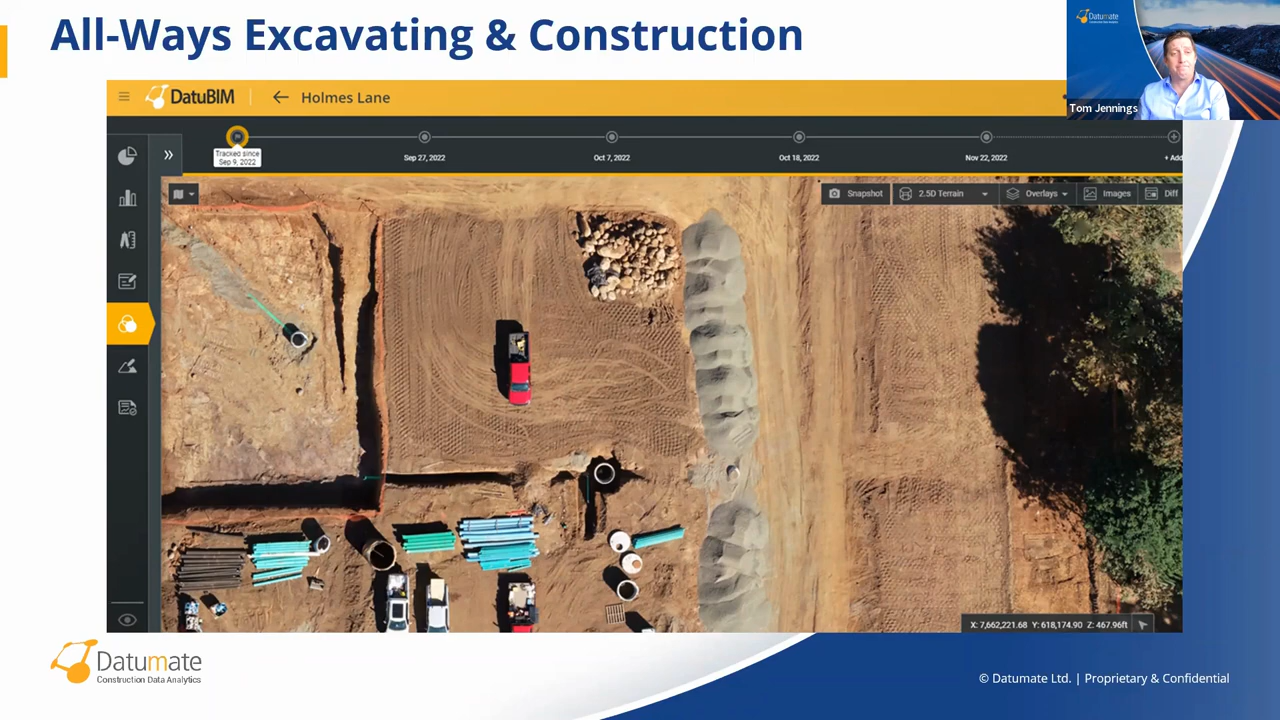 All-Ways Excavating & Construction
Datumate
Tom Jennings
DatuBIM
Holmes Lane
Tracked since
Sep 9, 2022
Sep 27, 2022
Oct 7, 2022
Oct 18, 2022
Nov 22, 2022
+ Add
Snapshot
2.5D Terrain
Overlays
Images
Diff
X: 7,662,221.68 Y: 618,174.90 Z: 467.96ft
Datumate
Construction Data Analytics
© Datumate Ltd. | Proprietary & Confidential